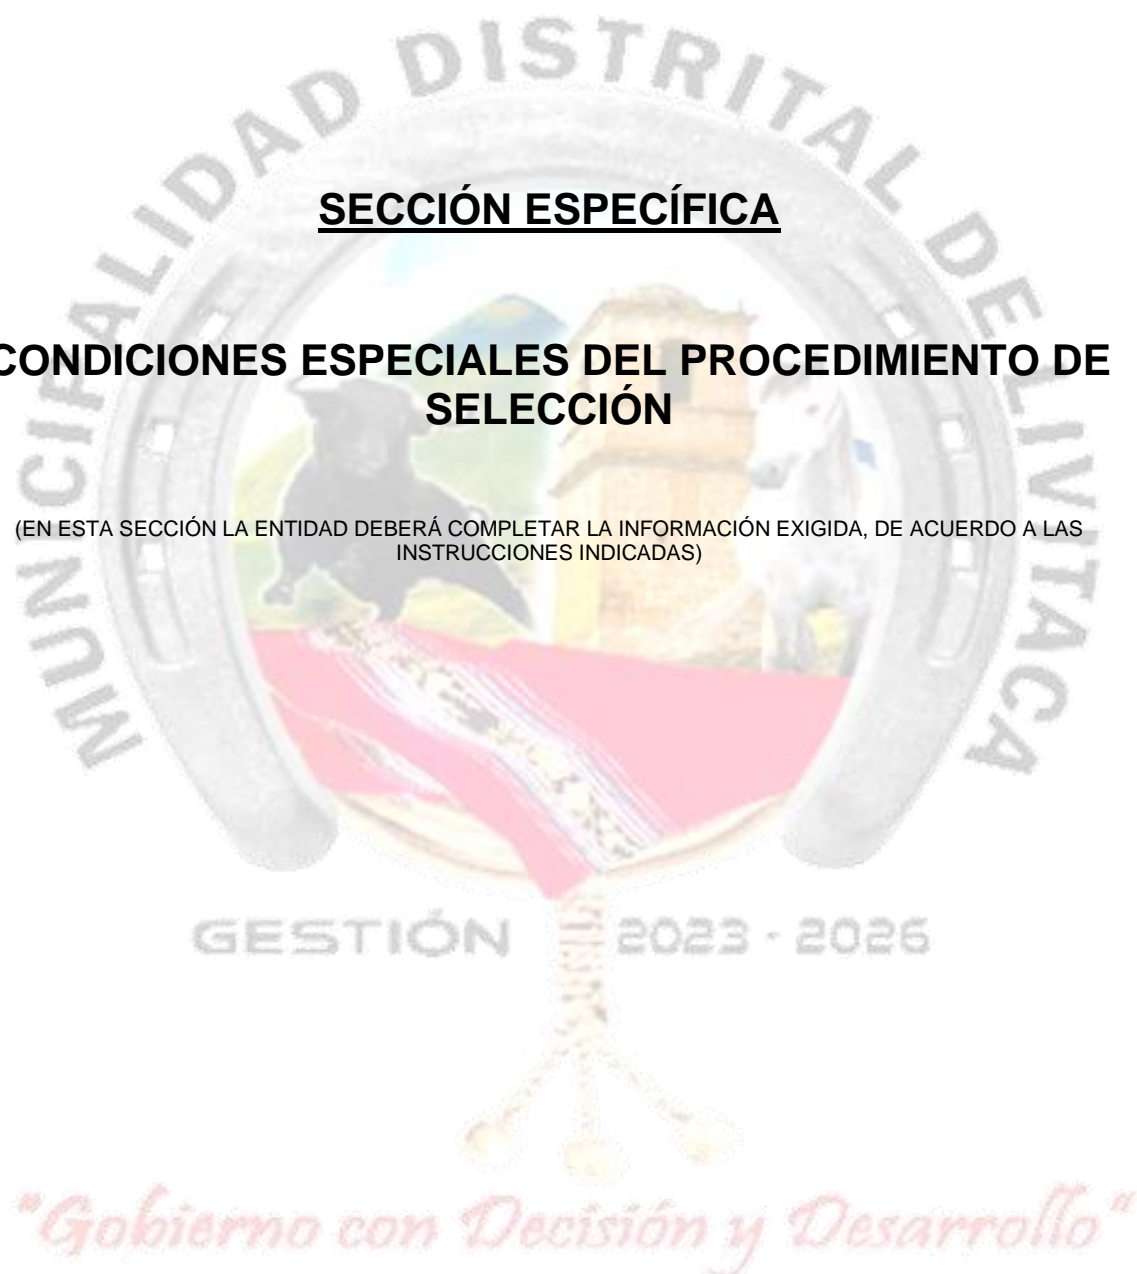 MUNICIPALIDAD DISTRITAL DE LIVITACA
SECCIÓN ESPECÍFICA
CONDICIONES ESPECIALES DEL PROCEDIMIENTO DE
SELECCIÓN
(EN ESTA SECCIÓN LA ENTIDAD DEBERÁ COMPLETAR LA INFORMACIÓN EXIGIDA, DE ACUERDO A LAS
INSTRUCCIONES INDICADAS)
GESTIÓN 2023 - 2026
"Gobierno con Decisión y Desarrollo"